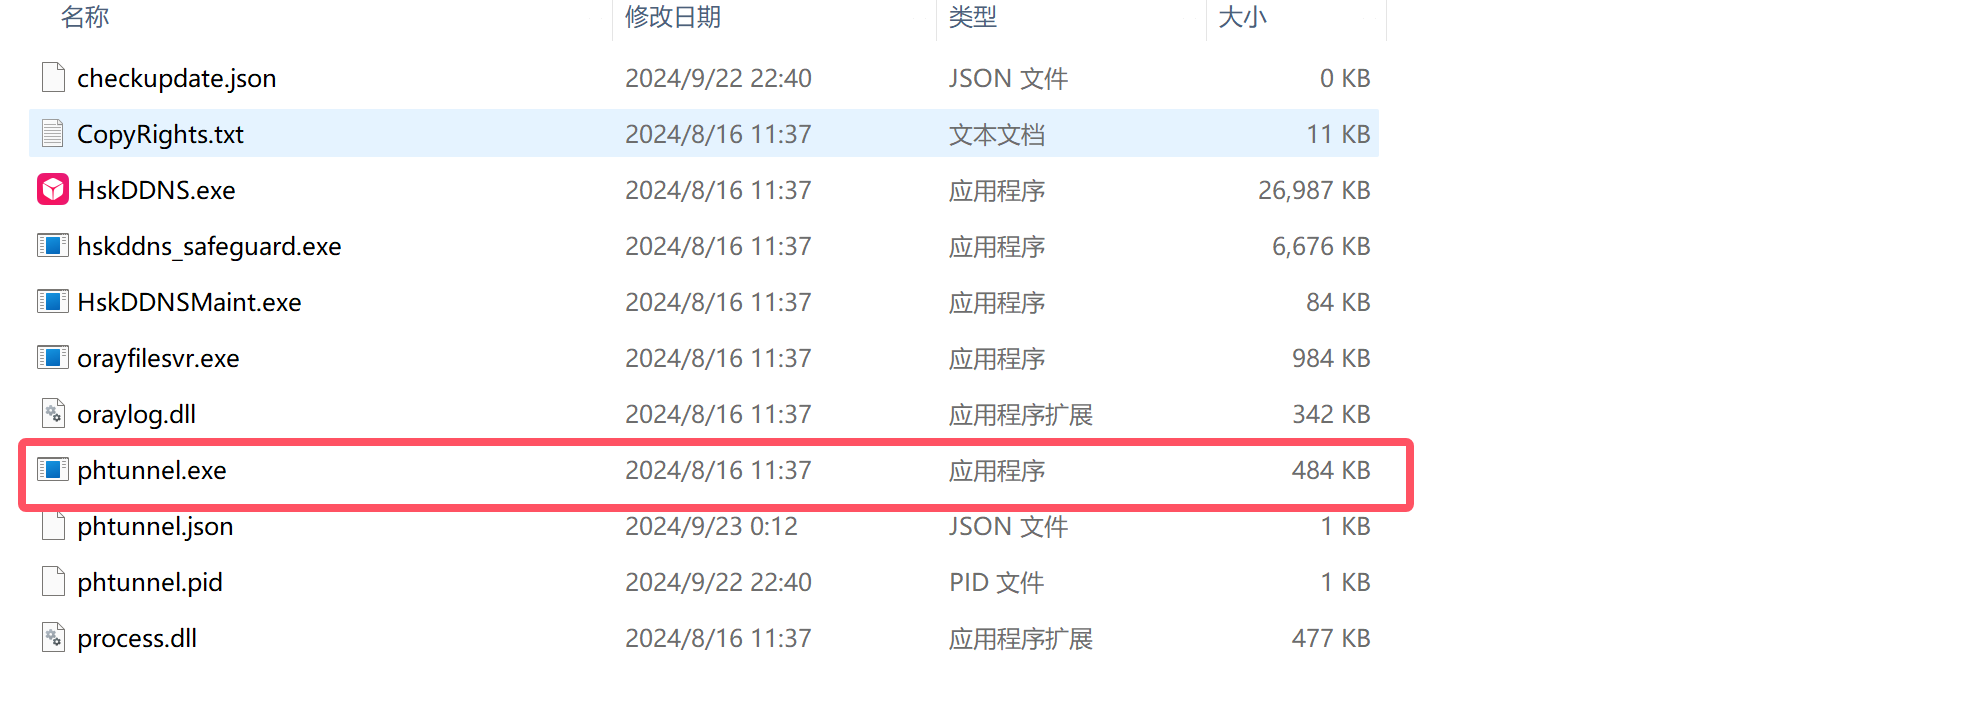 名称 修改日期 类型 大小
checkupdate.json 2024/9/22 22:40 JSON 文件 0 KB
CopyRights.txt 2024/8/16 11:37 文本文档 11 KB
HskDDNS.exe 2024/8/16 11:37 应用程序 26,987 KB
hskddns_safeguard.exe 2024/8/16 11:37 应用程序 6,676 KB
HskDDNSMaint.exe 2024/8/16 11:37 应用程序 84 KB
orayfilesvr.exe 2024/8/16 11:37 应用程序 984 KB
oraylog.dll 2024/8/16 11:37 应用程序扩展 342 KB
phtunnel.exe 2024/8/16 11:37 应用程序 484 KB
phtunnel.json 2024/9/23 0:12 JSON 文件 1 KB
phtunnel.pid 2024/9/22 22:40 PID 文件 1 KB
process.dll 2024/8/16 11:37 应用程序扩展 477 KB